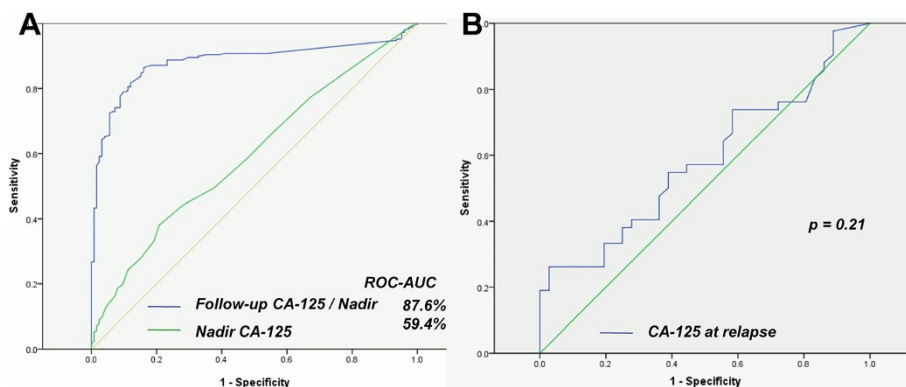 A
1.0
0.8
0.6
0.4
0.2
0.0
Sensitivity
0.0
0.2
0.4
0.6
0.8
1.0
1 - Specificity
ROC-AUC
Follow-up CA-125 / Nadir 87.6%
Nadir CA-125 59.4%
B
1.0
0.8
0.6
0.4
0.2
0.0
Sensitivity
0.0
0.2
0.4
0.6
0.8
1.0
1 - Specificity
p = 0.21
CA-125 at relapse